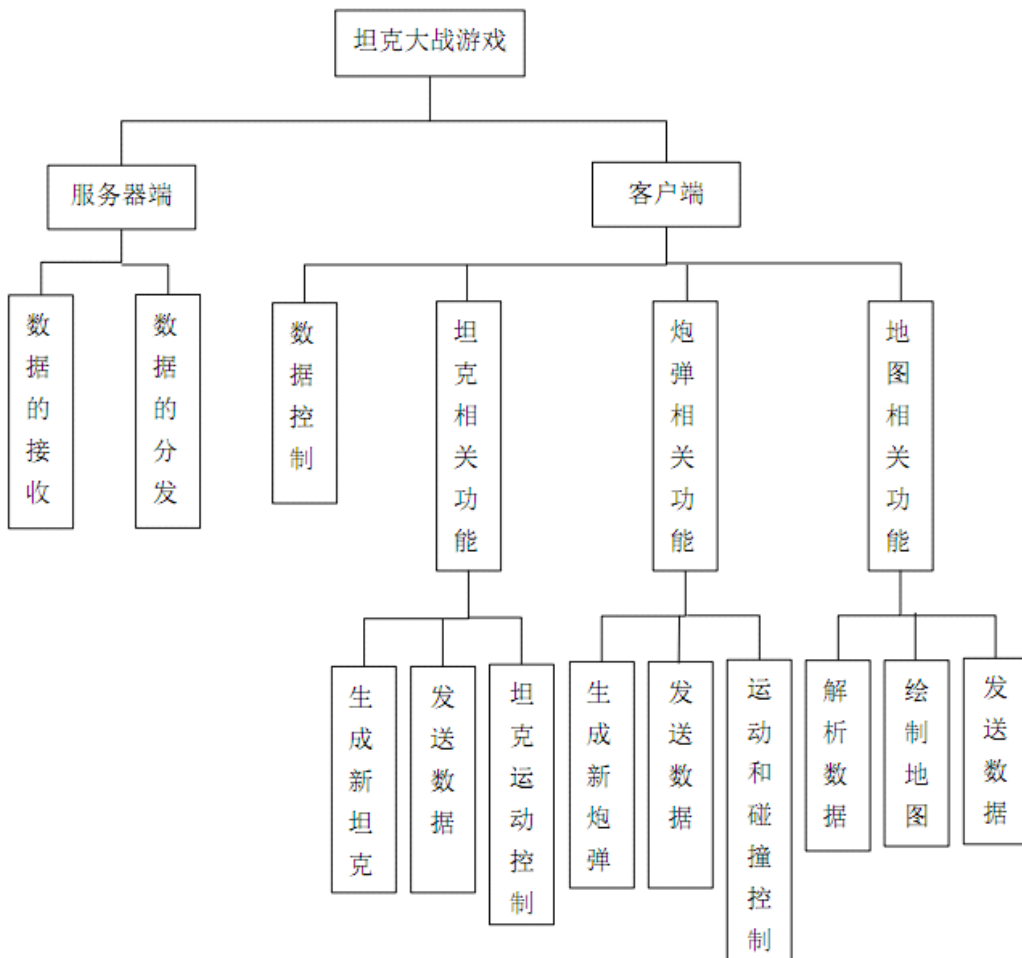 坦克大战游戏
服务器端
客户端
数据的接收
数据的分发
数据控制
坦克相关功能
炮弹相关功能
地图相关功能
生成新坦克
发送数据
坦克运动控制
生成新炮弹
发送数据
运动和碰撞控制
解析数据
绘制地图
发送数据